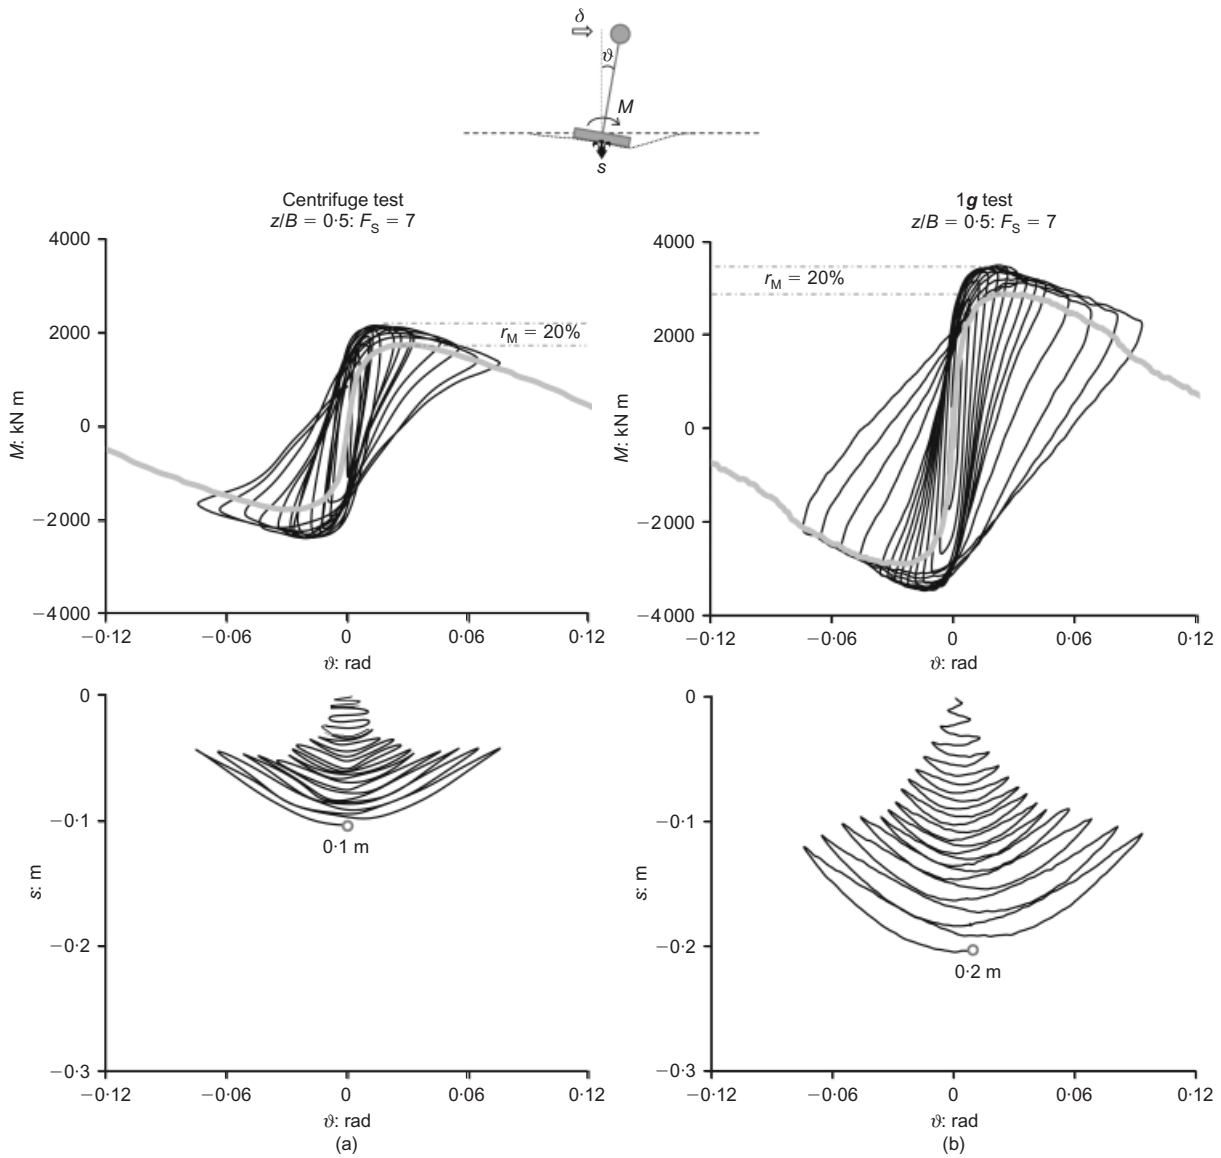 δ
ϑ
M
s
Centrifuge test
z/B = 0·5: FS = 7
4000
2000
0
−2000
−4000
M: kN m
rM = 20%
−0·12
−0·06
0
0·06
0·12
ϑ: rad
1g test
z/B = 0·5: FS = 7
4000
2000
0
−2000
−4000
M: kN m
rM = 20%
−0·12
−0·06
0
0·06
0·12
ϑ: rad
0
−0·1
−0·2
−0·3
s: m
0·1 m
−0·12
−0·06
0
0·06
0·12
ϑ: rad
(a)
0
−0·1
−0·2
−0·3
s: m
0·2 m
−0·12
−0·06
0
0·06
0·12
ϑ: rad
(b)